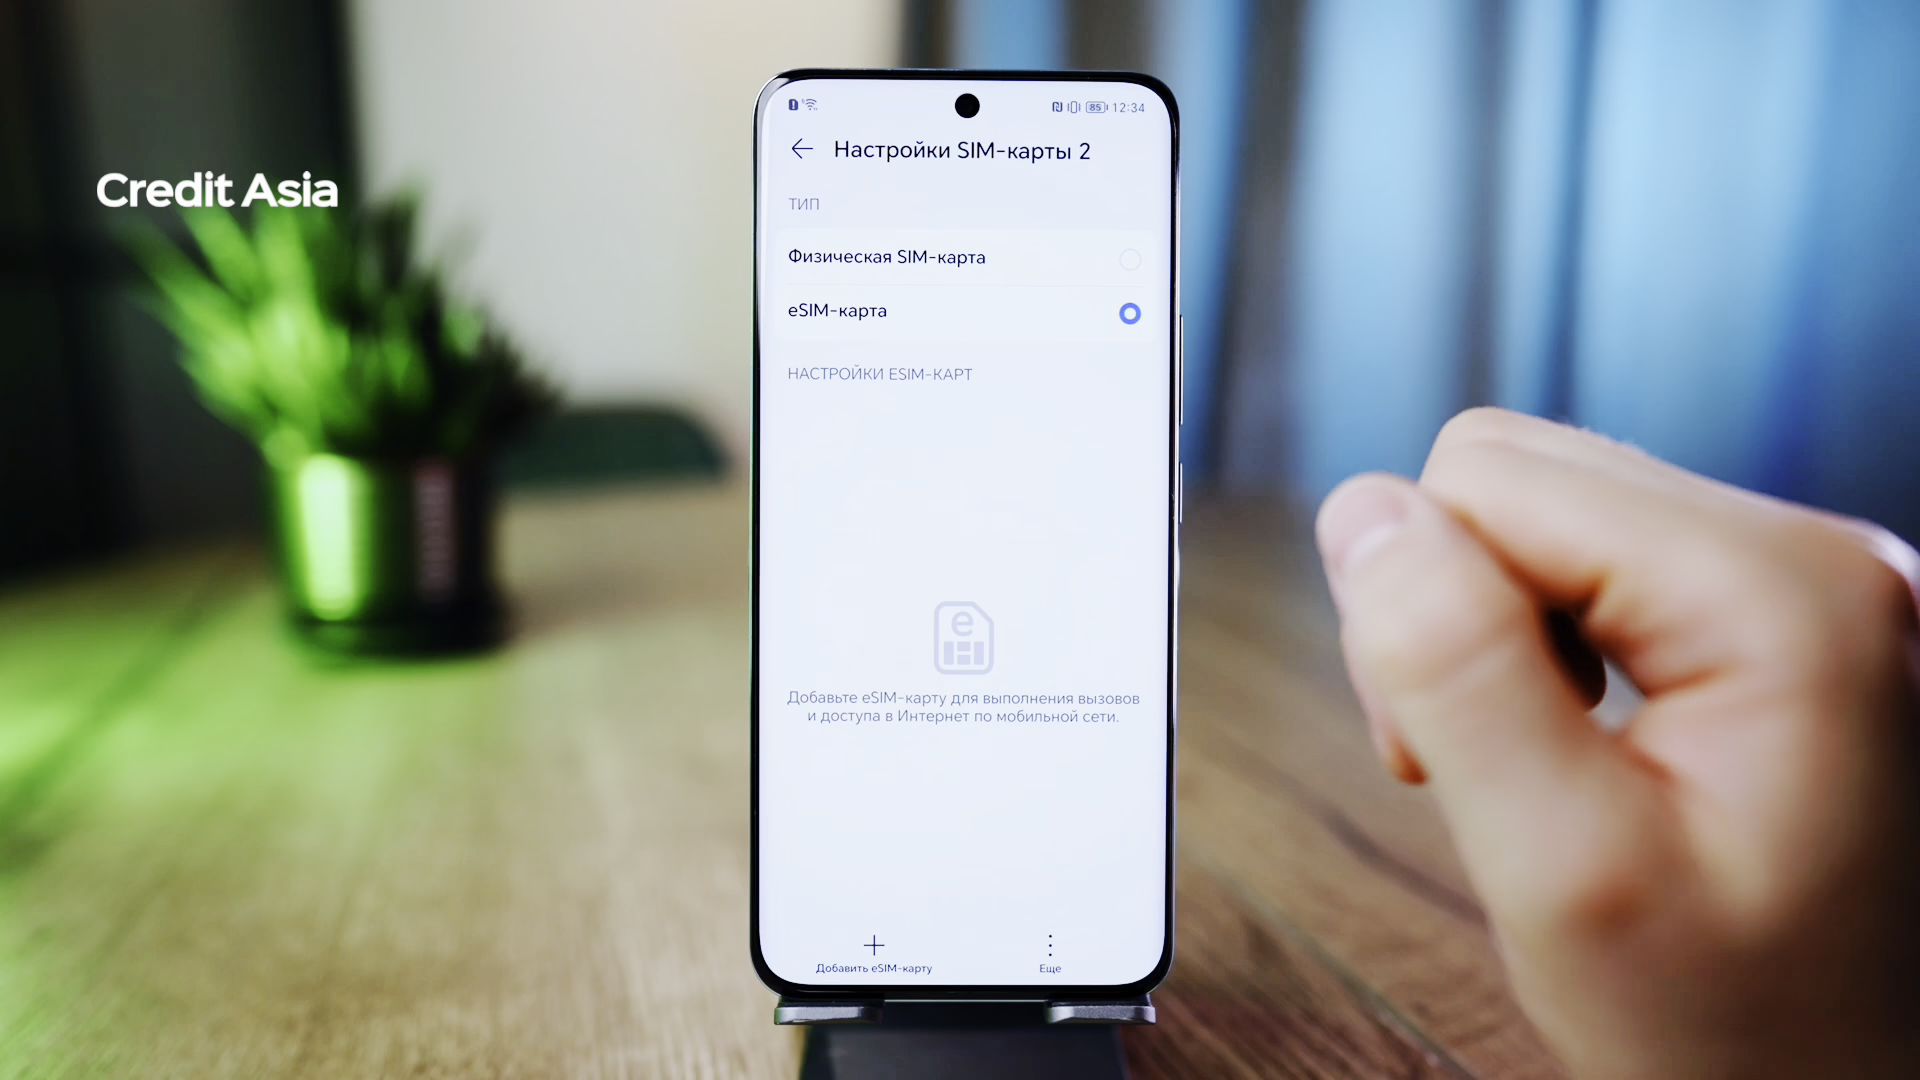 Credit Asia
85 12:34
Настройки SIM-карты 2
ТИП
Физическая SIM-карта
eSIM-карта
НАСТРОЙКИ ESIM-КАРТ
e
Добавьте eSIM-карту для выполнения вызовов
и доступа в Интернет по мобильной сети.
Добавить eSIM-карту
Еще